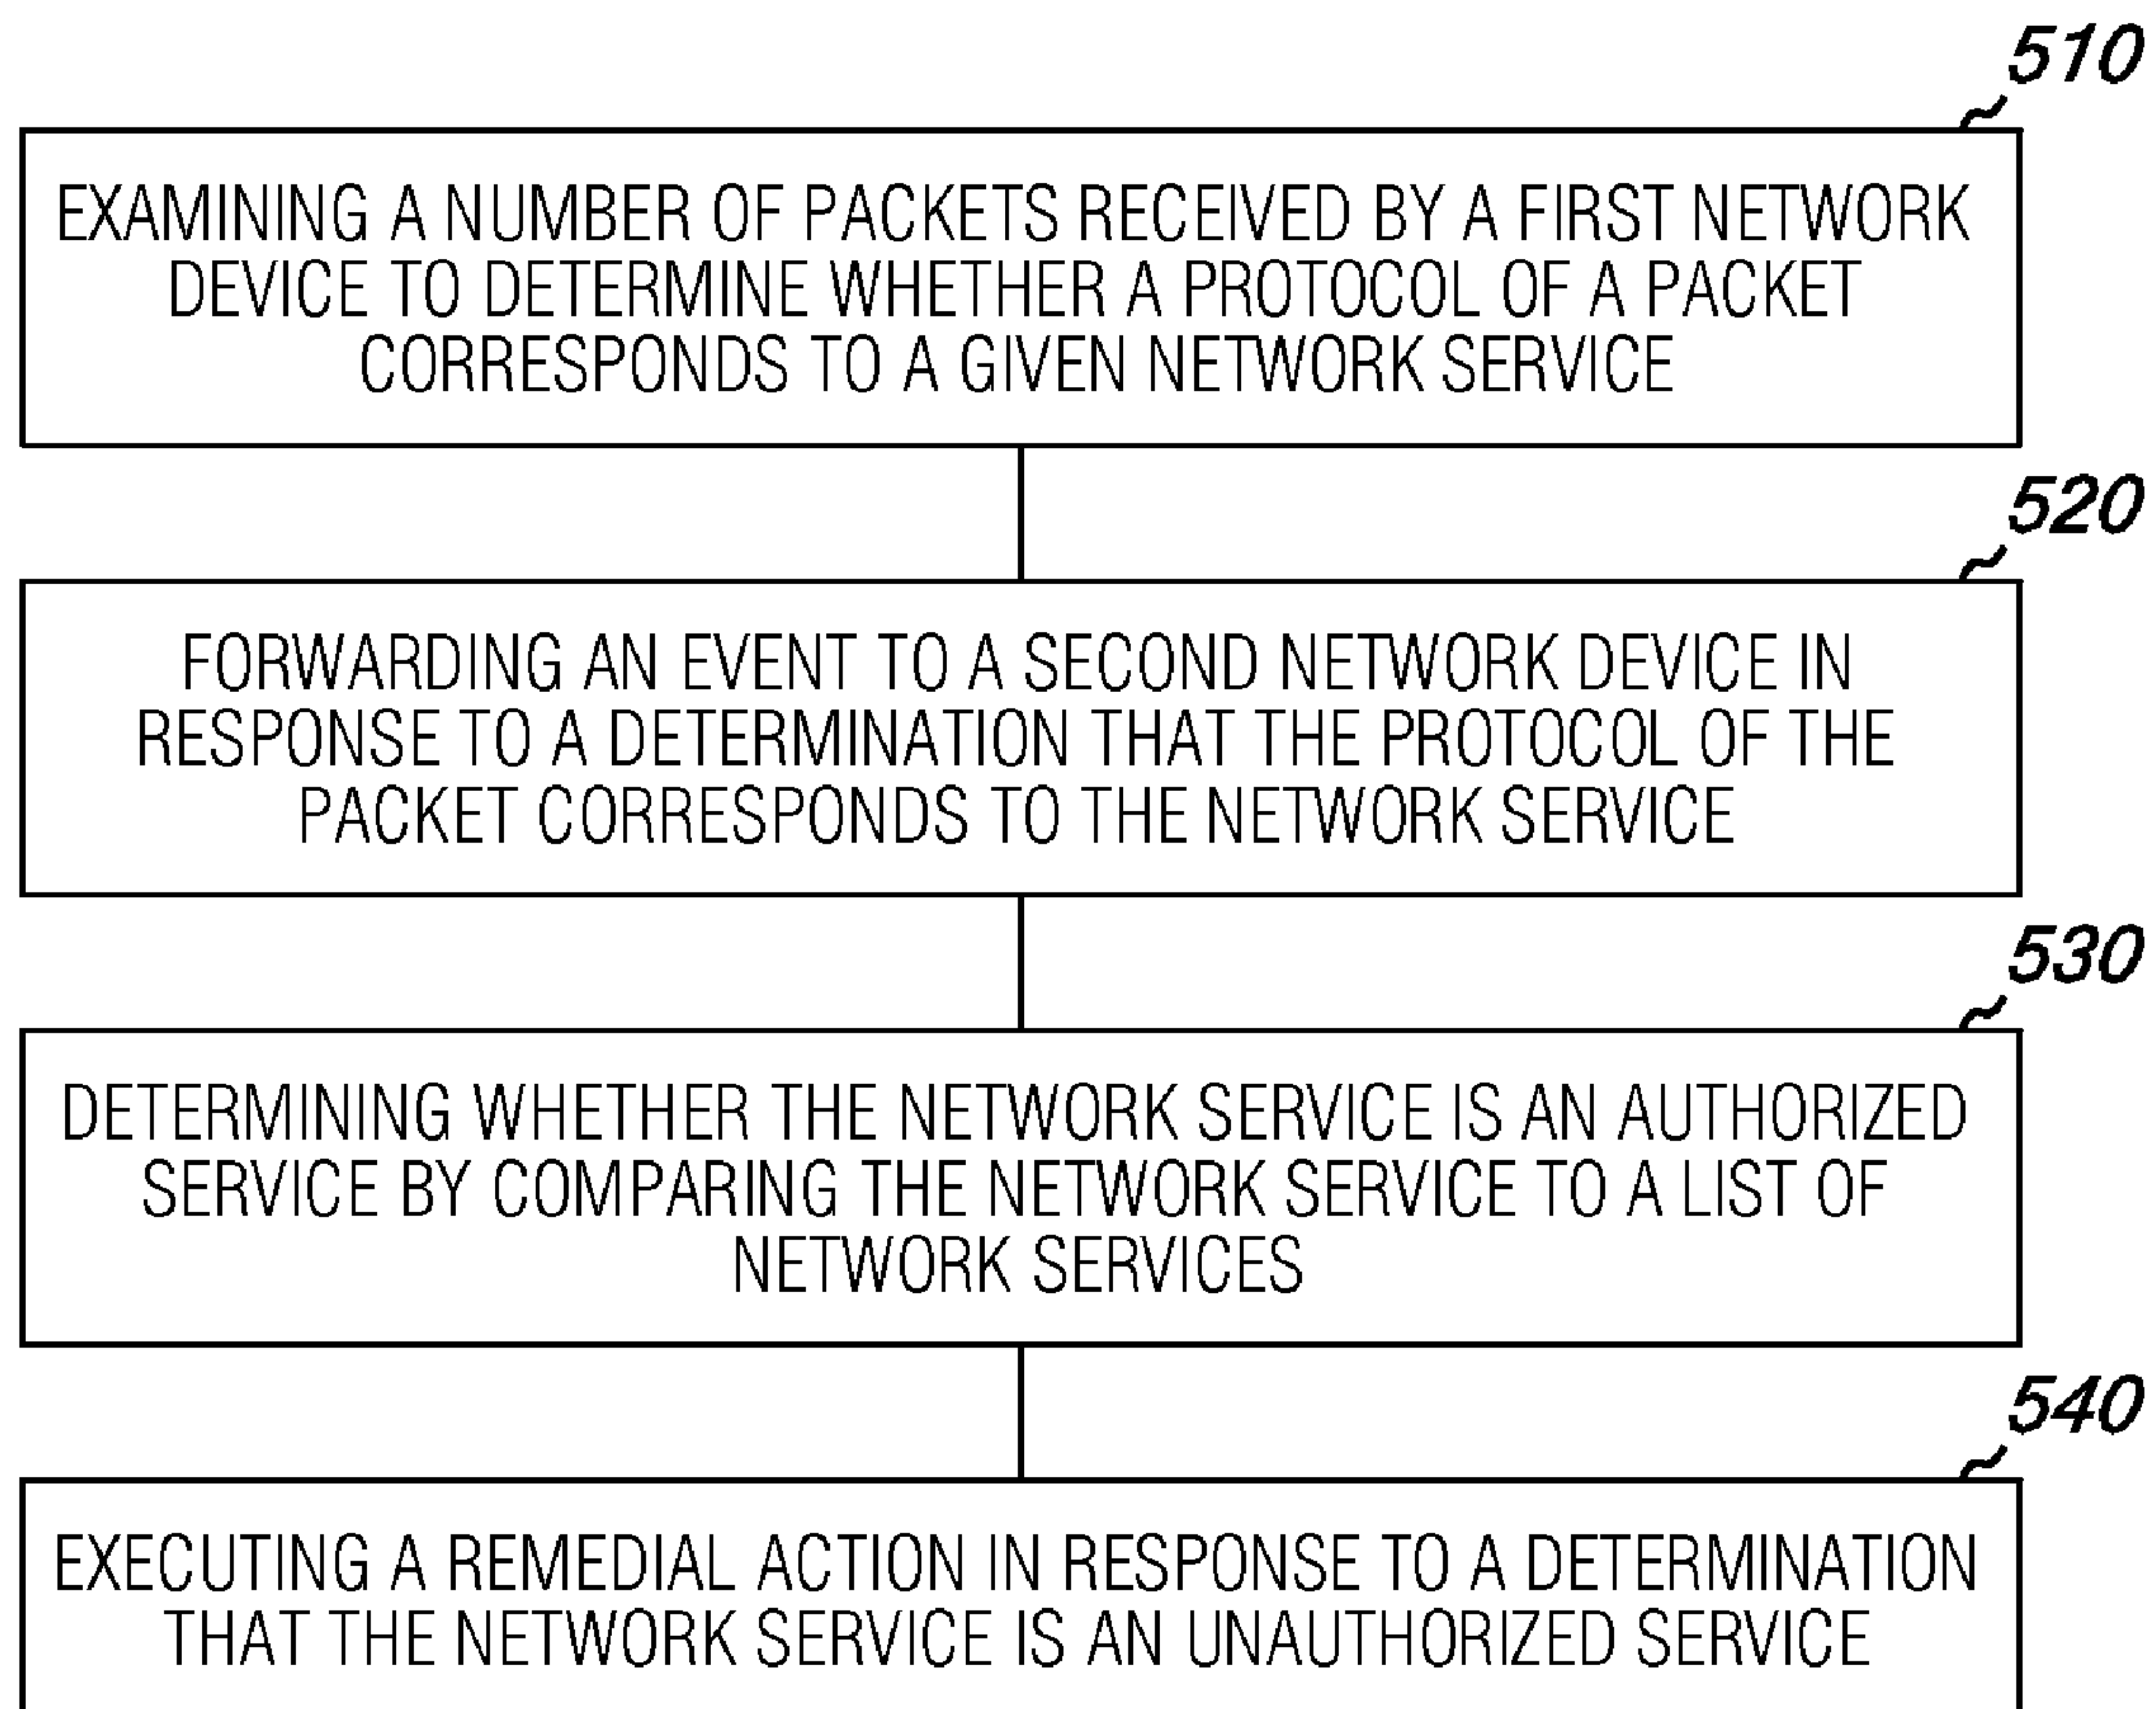 510
EXAMINING A NUMBER OF PACKETS RECEIVED BY A FIRST NETWORK
DEVICE TO DETERMINE WHETHER A PROTOCOL OF A PACKET
CORRESPONDS TO A GIVEN NETWORK SERVICE
520
FORWARDING AN EVENT TO A SECOND NETWORK DEVICE IN
RESPONSE TO A DETERMINATION THAT THE PROTOCOL OF THE
PACKET CORRESPONDS TO THE NETWORK SERVICE
530
DETERMINING WHETHER THE NETWORK SERVICE IS AN AUTHORIZED
SERVICE BY COMPARING THE NETWORK SERVICE TO A LIST OF
NETWORK SERVICES
540
EXECUTING A REMEDIAL ACTION IN RESPONSE TO A DETERMINATION
THAT THE NETWORK SERVICE IS AN UNAUTHORIZED SERVICE